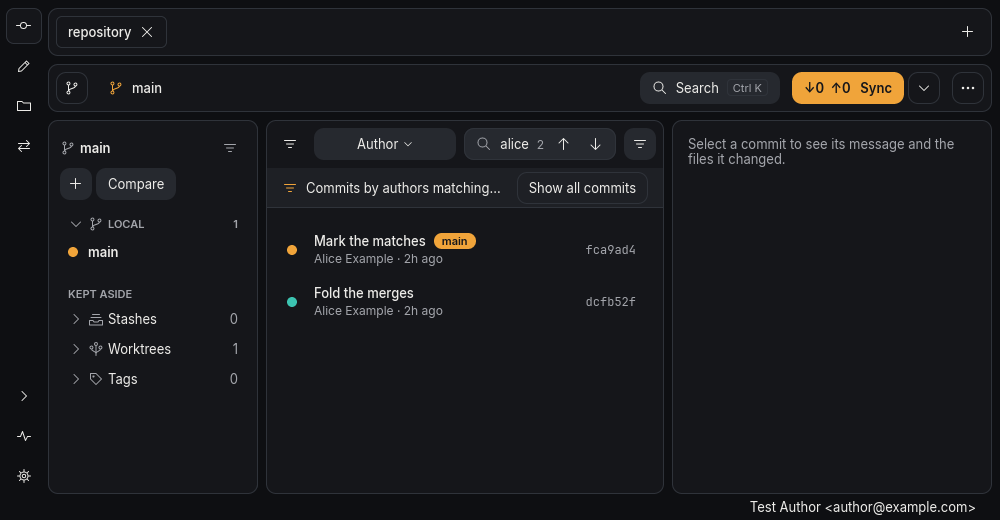 repository
main
Search Ctrl K
↓0 ↑0 Sync
main
Compare
LOCAL 1
main
KEPT ASIDE
Stashes 0
Worktrees 1
Tags 0
Author
alice 2
Commits by authors matching...
Show all commits
Mark the matches main
Alice Example · 2h ago
fca9ad4
Fold the merges
Alice Example · 2h ago
dcfb52f
Select a commit to see its message and the
files it changed.
Test Author <author@example.com>